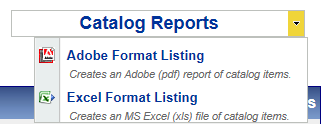 Catalog Reports
Adobe Format Listing
Creates an Adobe (pdf) report of catalog items.
Excel Format Listing
Creates an MS Excel (xls) file of catalog items.
s